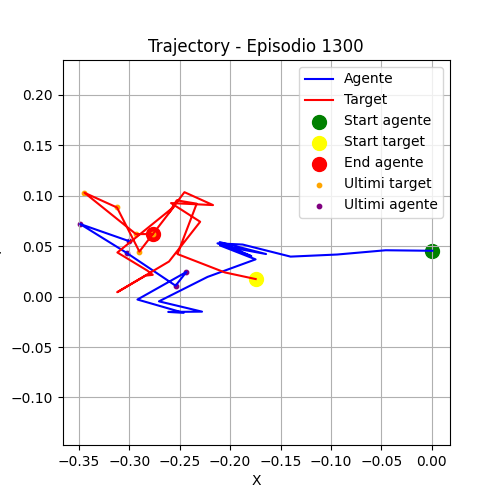 Trajectory - Episodio 1300
Agente
Target
Start agente
Start target
End agente
Ultimi target
Ultimi agente
0.20
0.15
0.10
0.05
0.00
−0.05
−0.10
−0.35 −0.30 −0.25 −0.20 −0.15 −0.10 −0.05 0.00
X